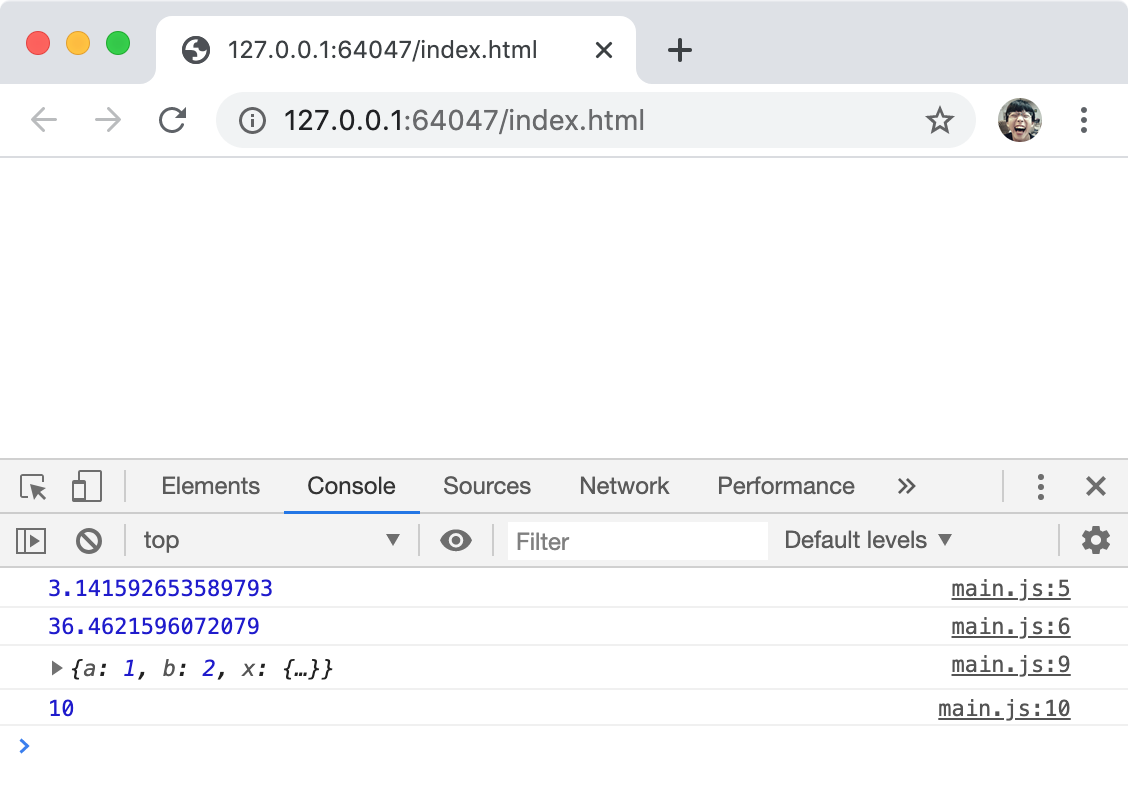 127.0.0.1:64047/index.html
127.0.0.1:64047/index.html
Elements Console Sources Network Performance
top Filter Default levels
3.141592653589793 main.js:5
36.4621596072079 main.js:6
{a: 1, b: 2, x: {…}} main.js:9
10 main.js:10